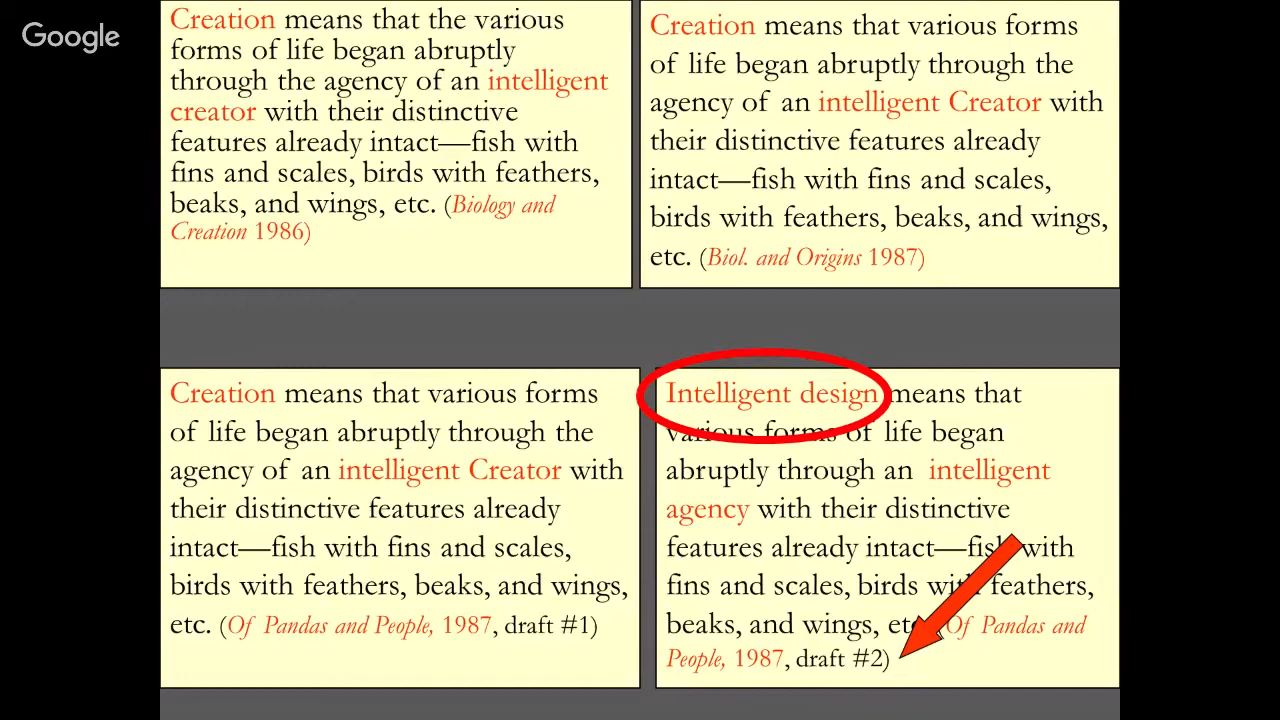 Google
Creation means that the various
forms of life began abruptly
through the agency of an intelligent
creator with their distinctive
features already intact—fish with
fins and scales, birds with feathers,
beaks, and wings, etc. (Biology and
Creation 1986)
Creation means that various forms
of life began abruptly through the
agency of an intelligent Creator with
their distinctive features already
intact—fish with fins and scales,
birds with feathers, beaks, and wings,
etc. (Biol. and Origins 1987)
Creation means that various forms
of life began abruptly through the
agency of an intelligent Creator with
their distinctive features already
intact—fish with fins and scales,
birds with feathers, beaks, and wings,
etc. (Of Pandas and People, 1987, draft #1)
Intelligent design means that
various forms of life began
abruptly through an intelligent
agency with their distinctive
features already intact—fish with
fins and scales, birds with feathers,
beaks, and wings, etc. (Of Pandas and
People, 1987, draft #2)